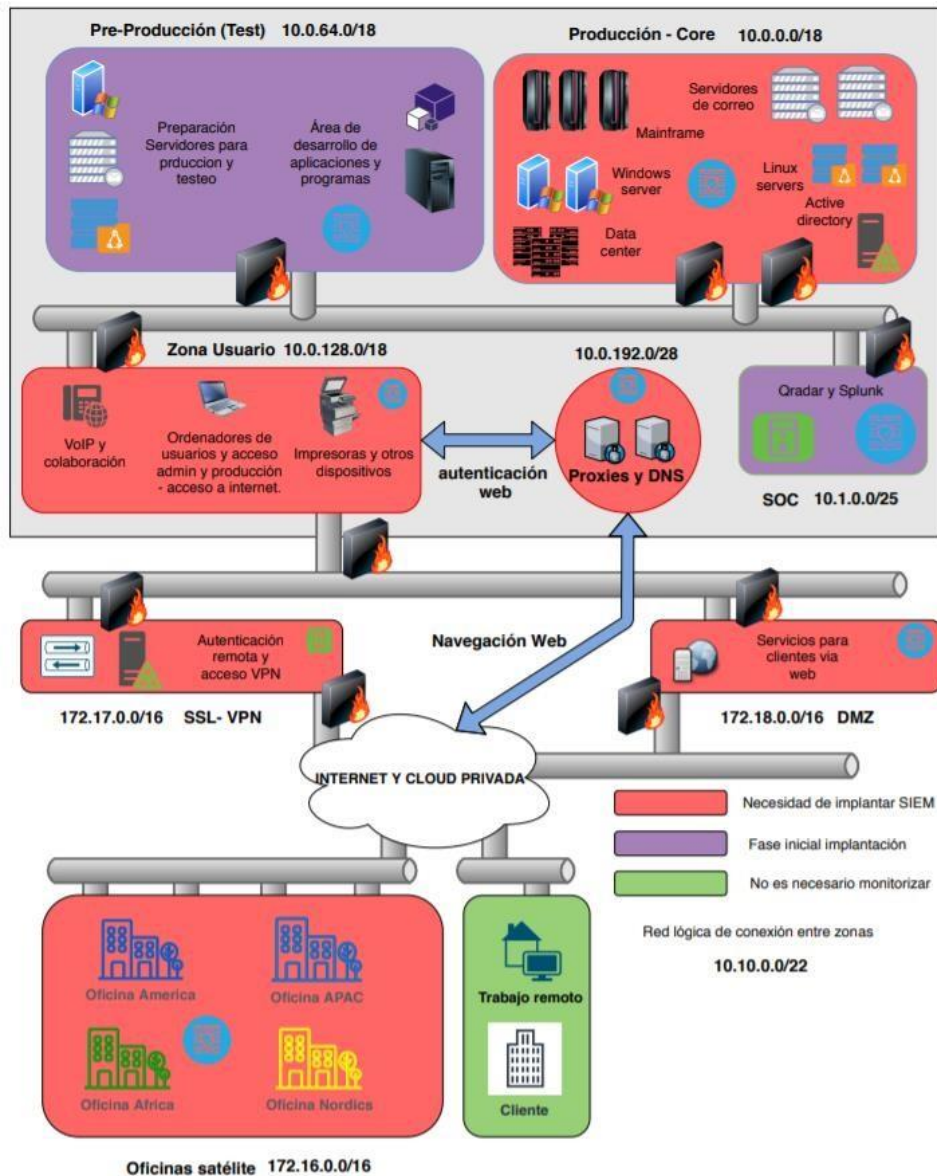 Pre-Producción (Test) 10.0.64.0/18
Producción - Core 10.0.0.0/18
Preparación
Servidores para
prduccion y
testeo
Área de
desarrollo de
aplicaciones y
programas
Servidores
de correo
Mainframe
Windows
server
Linux
servers
Active
directory
Data
center
Zona Usuario 10.0.128.0/18
10.0.192.0/28
VoIP y
colaboración
Ordenadores de
usuarios y acceso
admin y producción
- acceso a internet.
Impresoras y otros
dispositivos
autenticación
web
Proxies y DNS
Qradar y Splunk
SOC 10.1.0.0/25
Autenticación
remota y
acceso VPN
172.17.0.0/16 SSL- VPN
Navegación Web
Servicios para
clientes via
web
172.18.0.0/16 DMZ
INTERNET Y CLOUD PRIVADA
Necesidad de implantar SIEM
Fase inicial implantación
No es necesario monitorizar
Red lógica de conexión entre zonas
10.10.0.0/22
Oficina America
Oficina APAC
Oficina Africa
Oficina Nordics
Trabajo remoto
Cliente
Oficinas satélite 172.16.0.0/16